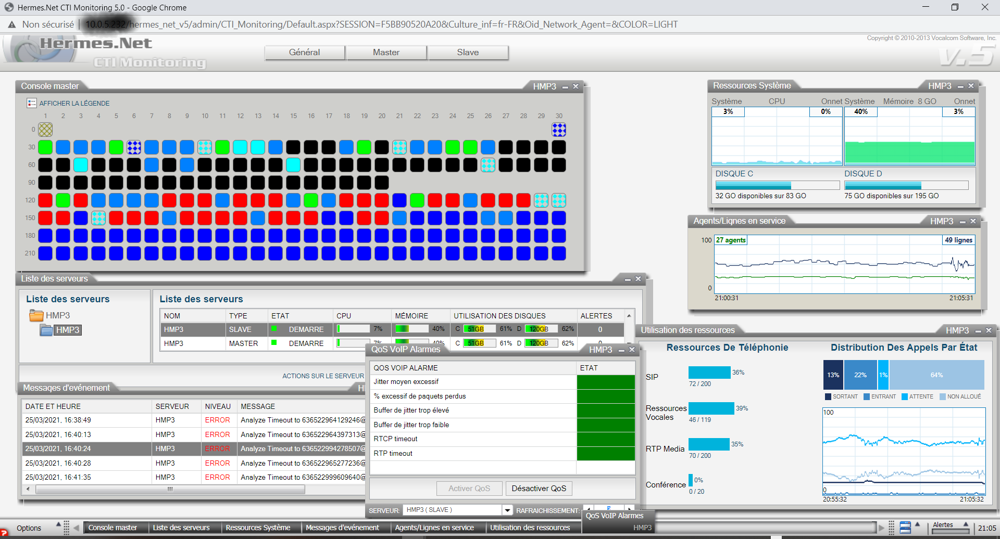 Hermes.Net CTI Monitoring 5.0 - Google Chrome
Non sécurisé | 10.0.5.232/hermes_net_v5/admin/CTI_Monitoring/Default.aspx?SESSION=F5BB90520A20&Culture_inf=fr-FR&Oid_Network_Agent=&COLOR=LIGHT
Hermes.Net
CTI Monitoring
Général
Master
Slave
Copyright © 2010-2013 Vocalcom Software, Inc.
v.5
Console master
HMP3
AFFICHER LA LÉGENDE
1 2 3 4 5 6 7 8 9 10 11 12 13 14 15 16 17 18 19 20 21 22 23 24 25 26 27 28 29 30
0
30
60
90
120
150
180
210
Ressources Système
HMP3
Système CPU Onnet
Système Mémoire 8 GO Onnet
3% 0% 40% 3%
DISQUE C
32 GO disponibles sur 83 GO
DISQUE D
75 GO disponibles sur 195 GO
Agents/Lignes en service
HMP3
100
27 agents
49 lignes
0
21:00:31
21:05:31
Liste des serveurs
Liste des serveurs
HMP3
HMP3
Liste des serveurs
NOM TYPE ETAT CPU MÉMOIRE UTILISATION DES DISQUES ALERTES
HMP3 SLAVE DEMARRE 7% 40% C 51GB 61% D 120GB 62% 0
HMP3 MASTER DEMARRE 7% 40% C 51GB 61% D 120GB 62% 0
ACTIONS SUR LE SERVEUR
Messages d'evénement
DATE ET HEURE SERVEUR NIVEAU MESSAGE
25/03/2021, 16:38:49 HMP3 ERROR Analyze Timeout to 636522964129246@
25/03/2021, 16:40:13 HMP3 ERROR Analyze Timeout to 636522964397313@
25/03/2021, 16:40:24 HMP3 ERROR Analyze Timeout to 636522994278507@
25/03/2021, 16:40:28 HMP3 ERROR Analyze Timeout to 636522965277236@
25/03/2021, 16:41:35 HMP3 ERROR Analyze Timeout to 636522999609640@
QoS VoIP Alarmes
HMP3
QOS VOIP ALARME ETAT
Jitter moyen excessif
% excessif de paquets perdus
Buffer de jitter trop élevé
Buffer de jitter trop faible
RTCP timeout
RTP timeout
Activer QoS
Désactiver QoS
SERVEUR: HMP3 ( SLAVE ) RAFRAICHISSEMENT:
Utilisation des ressources
HMP3
Ressources De Téléphonie
SIP
36%
72 / 200
Ressources Vocales
39%
46 / 119
RTP Media
35%
70 / 200
Conférence
0%
0 / 20
Distribution Des Appels Par État
13% 22% 1% 64%
SORTANT ENTRANT ATTENTE NON ALLOUÉ
100
0
20:55:32
21:05:32
QoS VoIP Alarmes
HMP3
Options
Console master
Liste des serveurs
Ressources Système
Messages d'evénement
Agents/Lignes en service
Utilisation des ressources
Alertes
21:05